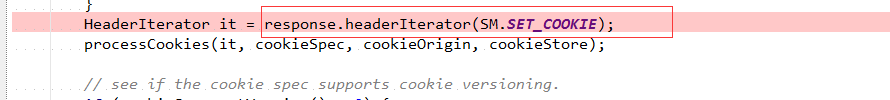 }
HeaderIterator it = response.headerIterator(SM.SET_COOKIE);
processCookies(it, cookieSpec, cookieOrigin, cookieStore);
// see if the cookie spec supports cookie versioning.